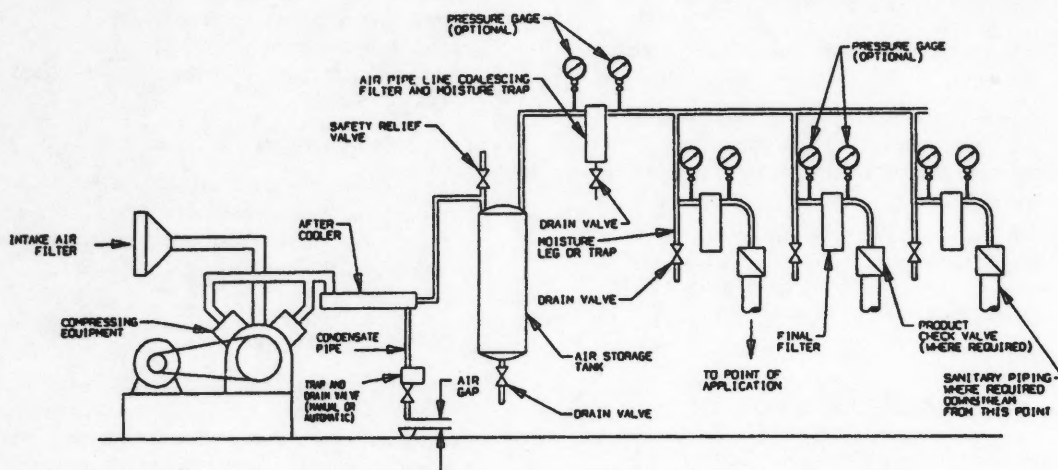 PRESSURE GAGE
(OPTIONAL)
PRESSURE GAGE
(OPTIONAL)
AIR PIPE LINE COALESCING
FILTER AND MOISTURE TRAP
SAFETY RELIEF
VALVE
DRAIN VALVE
INTAKE AIR
FILTER
AFTER
COOLER
MOISTURE
LEG OR TRAP
DRAIN VALVE
COMPRESSING
EQUIPMENT
CONDENSATE
PIPE
FINAL
FILTER
PRODUCT
CHECK VALVE
(WHERE REQUIRED)
AIR STORAGE
TANK
TO POINT OF
APPLICATION
TRAP AND
DRAIN VALVE
(MANUAL OR
AUTOMATIC)
AIR
GAP
SANITARY PIPING
WHERE REQUIRED
DOWNSTREAM
FROM THIS POINT
DRAIN VALVE